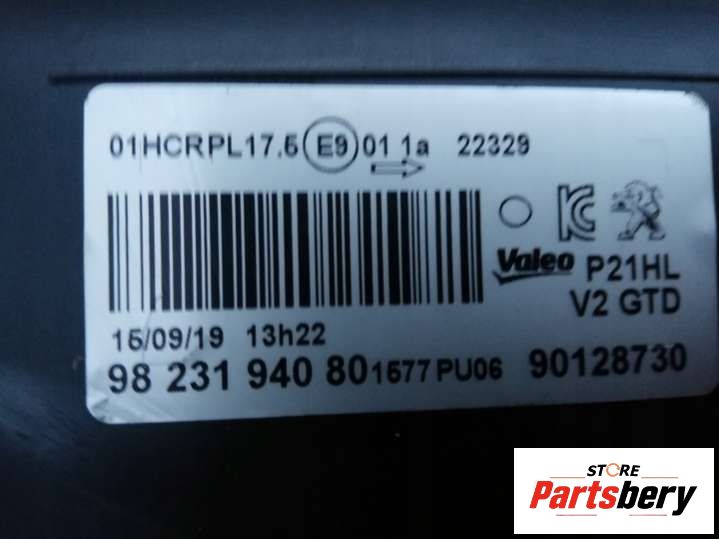 01HCRPL17.5 E9 01 1a 22329
KC
Valeo P21HL
V2 GTD
15/09/19 13h22
98 231 940 80 1577 PU06 90128730
STORE
Partsbery